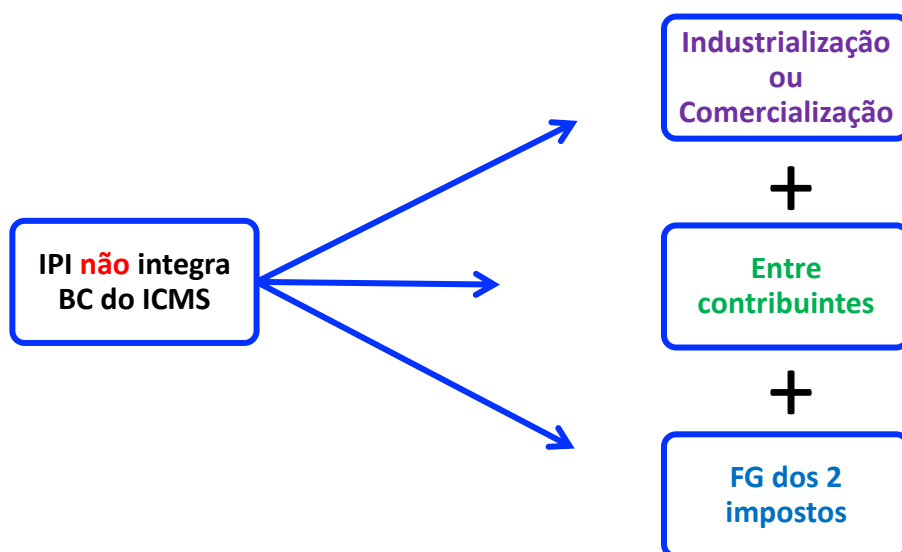 IPI não integra
BC do ICMS
Industrialização
ou
Comercialização
+
Entre
contribuintes
+
FG dos 2
impostos